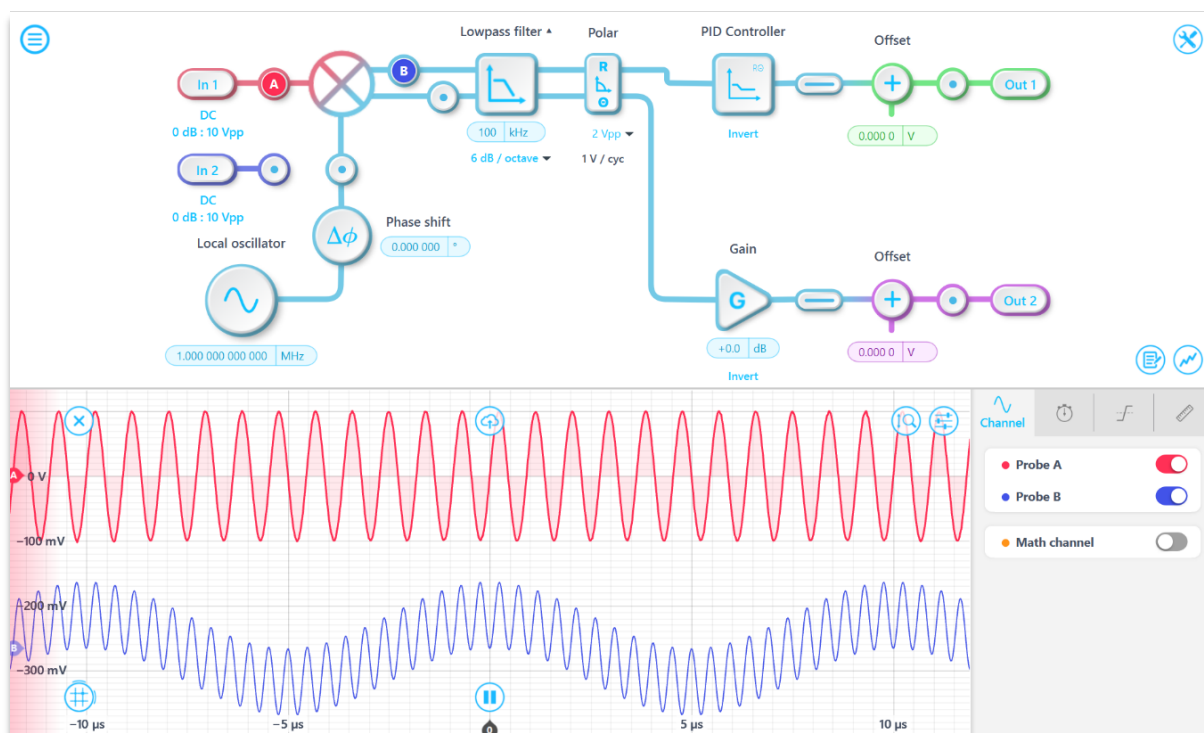 Lowpass filter ▴
Polar
PID Controller
Offset
In 1
A
B
R
Θ
RΘ
+
Out 1
DC
0 dB : 10 Vpp
100 kHz
6 dB / octave ▾
2 Vpp ▾
1 V / cyc
Invert
0.000 0 V
In 2
DC
0 dB : 10 Vpp
Local oscillator
Δϕ
Phase shift
0.000 000 °
1.000 000 000 000 MHz
Gain
Offset
G
+
Out 2
+0.0 dB
0.000 0 V
Invert
A
0 V
−100 mV
−200 mV
B
−300 mV
−10 µs
−5 µs
0
5 µs
10 µs
Channel
Probe A
Probe B
Math channel